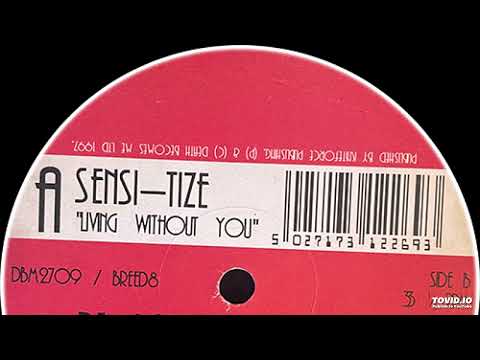 PUBLISHED BY KNITEFORCE PUBLISHING. (P) & (C) DEATH BECOMES ME LTD 1997.
A SENSI-TIZE
"LIVING WITHOUT YOU"
5 027173 122693
DBM2709 / BREED8
SIDE B
33
TOVID.IO